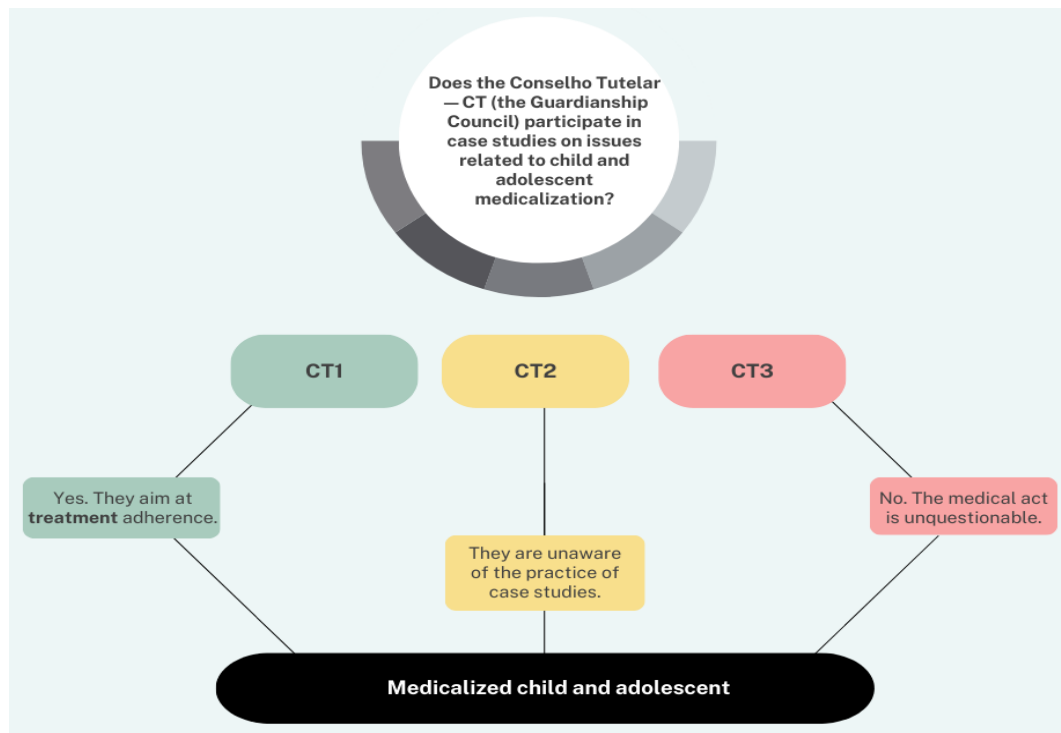 Does the Conselho Tutelar
— CT (the Guardianship
Council) participate in
case studies on issues
related to child and
adolescent
medicalization?
CT1
CT2
CT3
Yes. They aim at
treatment adherence.
No. The medical act
is unquestionable.
They are unaware
of the practice of
case studies.
Medicalized child and adolescent